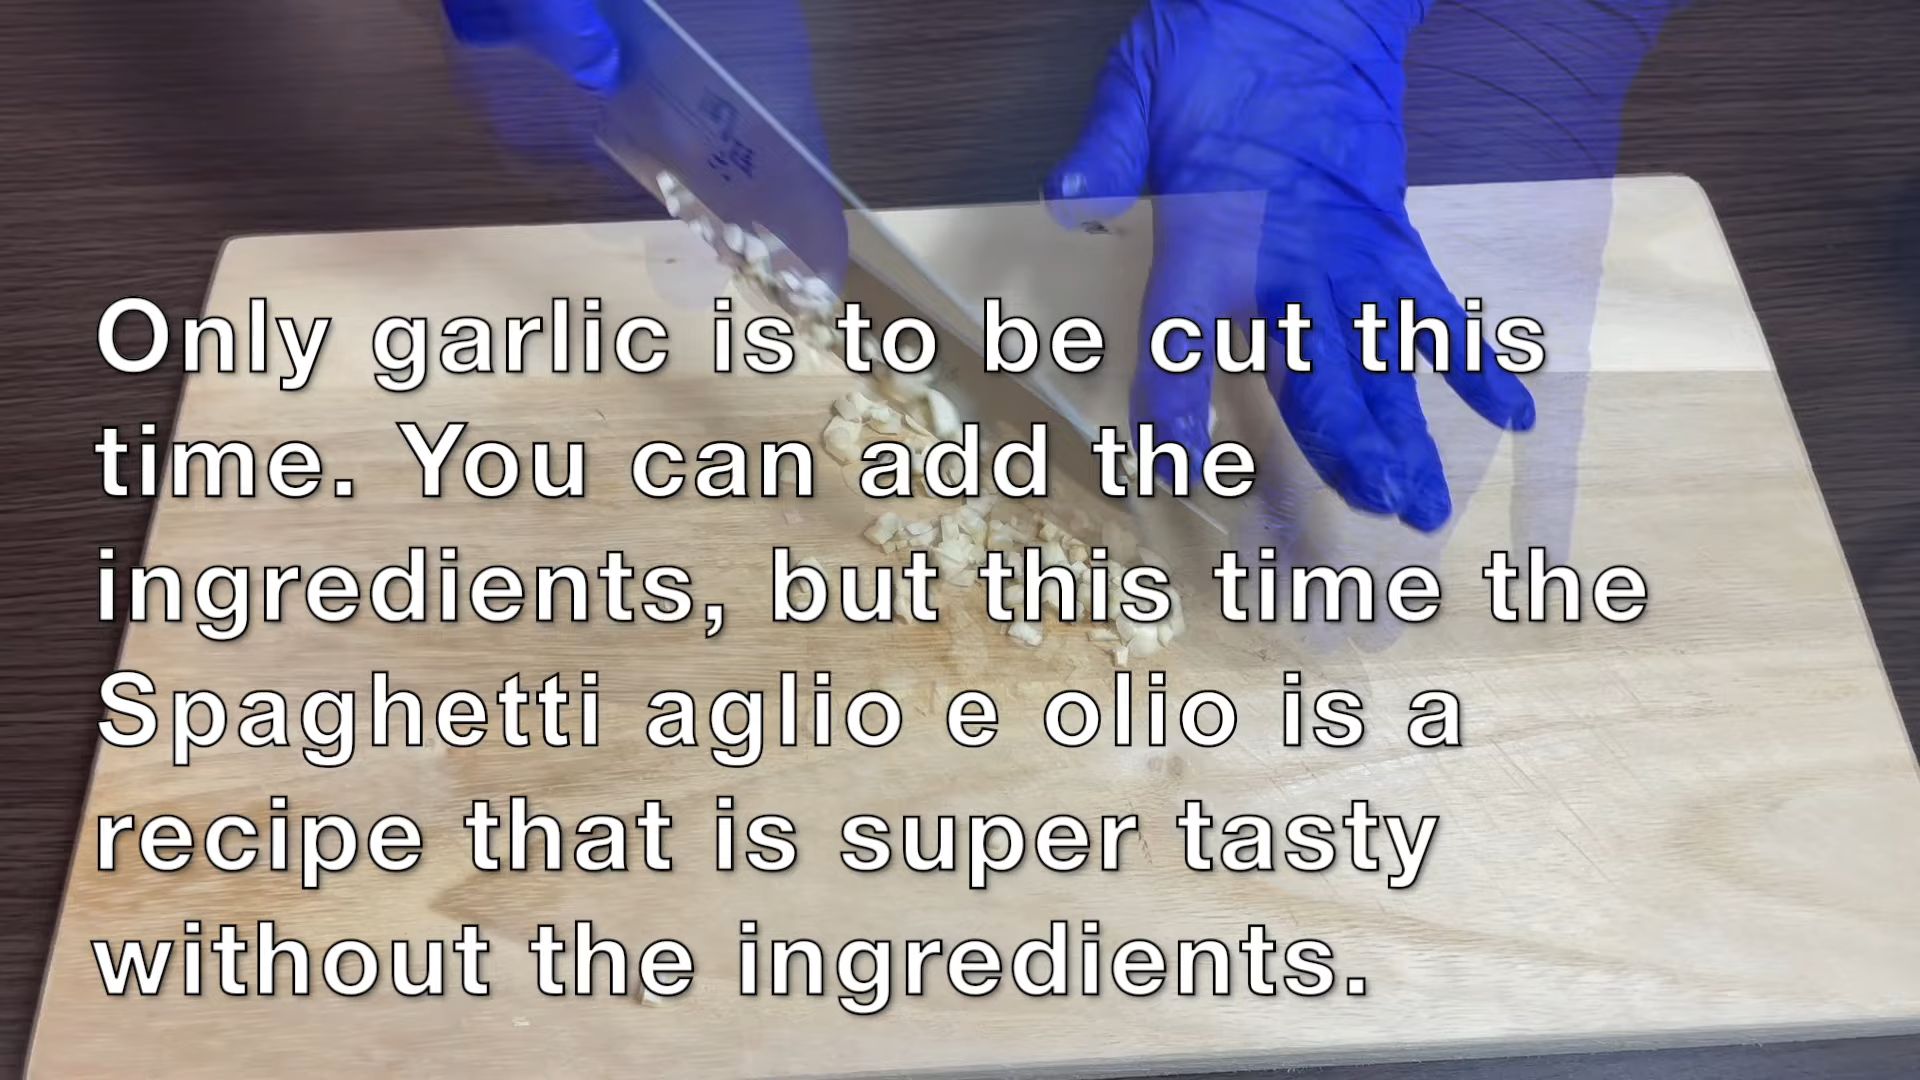 Only garlic is to be cut this
time. You can add the
ingredients, but this time the
Spaghetti aglio e olio is a
recipe that is super tasty
without the ingredients.